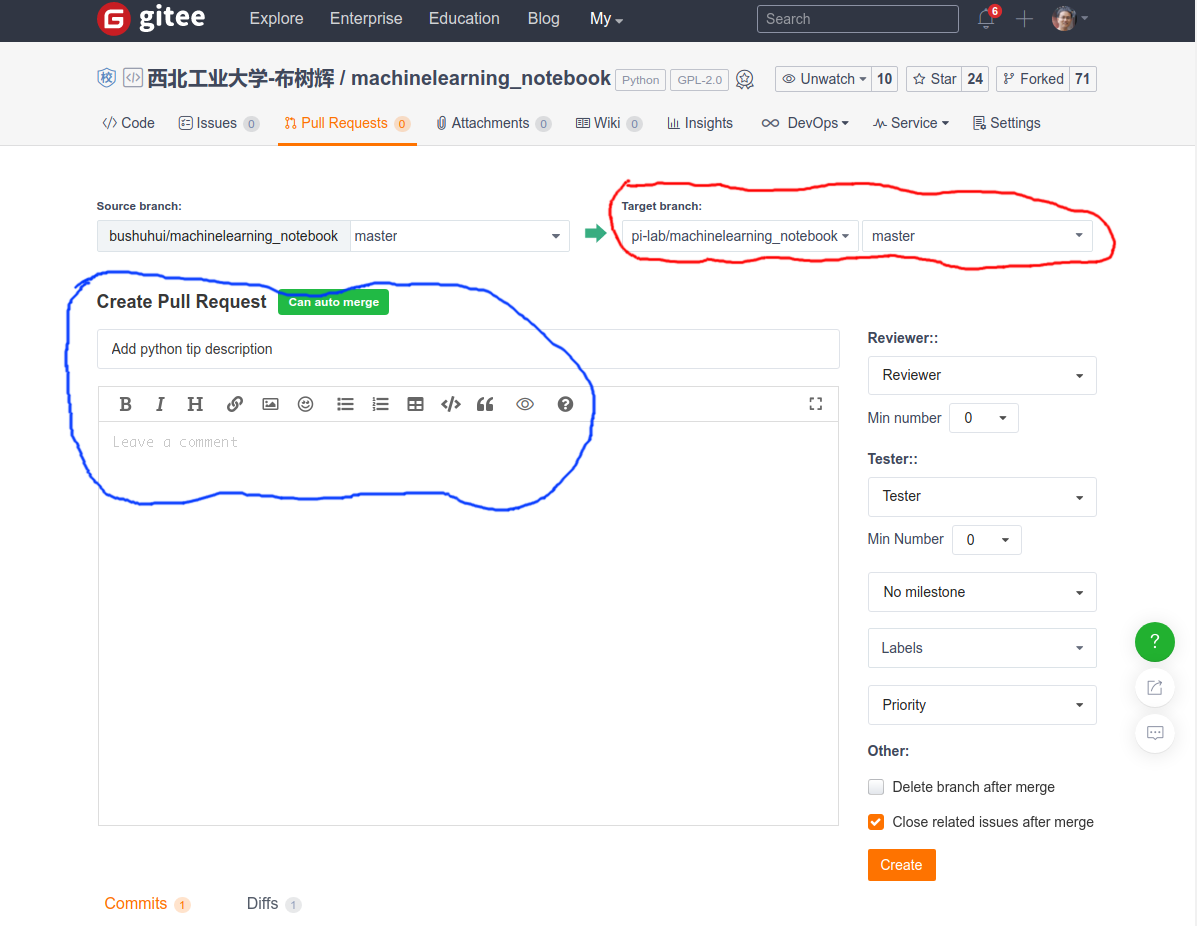 gitee Explore Enterprise Education Blog My Search 6
西北工业大学-布树辉 / machinelearning_notebook Python GPL-2.0 Unwatch 10 Star 24 Forked 71
Code Issues 0 Pull Requests 0 Attachments 0 Wiki 0 Insights DevOps Service Settings
Source branch: Target branch:
bushuhui/machinelearning_notebook master pi-lab/machinelearning_notebook master
Create Pull Request Can auto merge
Add python tip description
Reviewer::
Reviewer
B I H
Min number 0
Leave a comment
Tester::
Tester
Min Number 0
No milestone
Labels
Priority
Other:
Delete branch after merge
Close related issues after merge
Create
Commits 1 Diffs 1